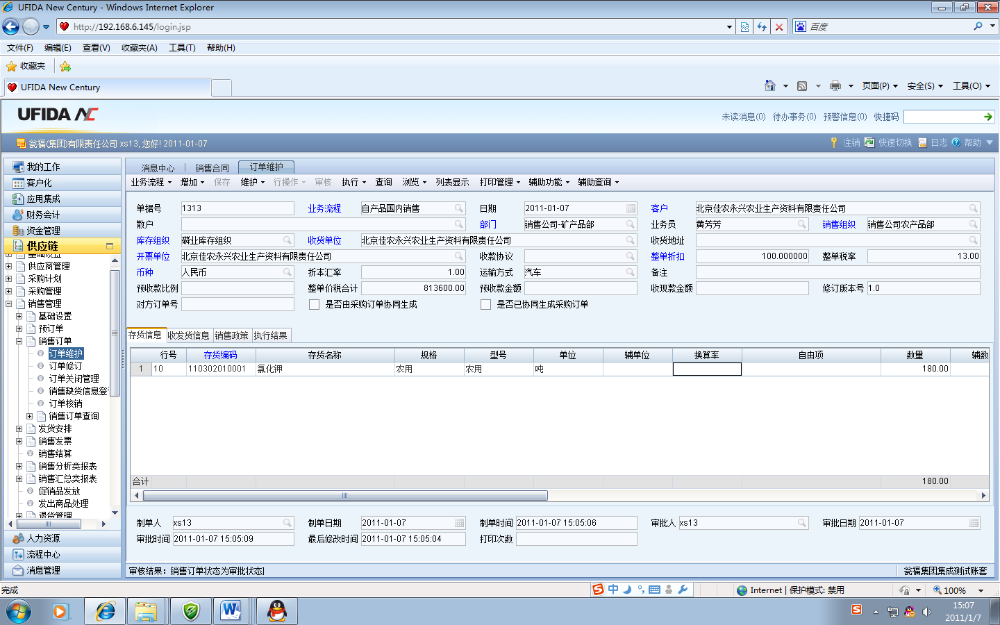 UFIDA New Century - Windows Internet Explorer
http://192.168.6.145/login.jsp
百度
文件(F) 编辑(E) 查看(V) 收藏夹(A) 工具(T) 帮助(H)
收藏夹
UFIDA New Century
页面(P) 安全(S) 工具(O)
UFIDA NC
未读消息(0) 待办事务(0) 预警信息(0) 快捷码
瓮福(集团)有限责任公司 xs13, 您好! 2011-01-07
注销 快速切换 日志 帮助
我的工作
客户化
应用集成
财务会计
资金管理
供应链
基础设置
供应商管理
采购计划
采购管理
销售管理
基础设置
预订单
销售订单
订单维护
订单修订
订单关闭管理
销售缺货信息登
订单核销
销售订单查询
发货安排
销售发票
销售结算
销售分析类报表
销售汇总类报表
促销品发放
发出商品处理
退货管理
人力资源
流程中心
消息管理
消息中心 销售合同 订单维护
业务流程 增加 保存 维护 行操作 审核 执行 查询 浏览 列表显示 打印管理 辅助功能 辅助查询
单据号 1313 业务流程 自产品国内销售 日期 2011-01-07 客户 北京佳农永兴农业生产资料有限责任公司
散户 部门 销售公司-矿产品部 业务员 黄芳芳 销售组织 销售公司农产品部
库存组织 磷业库存组织 收货单位 北京佳农永兴农业生产资料有限责任公司 收货地址
开票单位 北京佳农永兴农业生产资料有限责任公司 收款协议 整单折扣 100.000000 整单税率 13.00
币种 人民币 折本汇率 1.00 运输方式 汽车 备注
预收款比例 整单价税合计 813600.00 预收款金额 收现款金额 修订版本号 1.0
对方订单号 是否由采购订单协同生成 是否已协同生成采购订单
存货信息 收发货信息 销售政策 执行结果
行号 存货编码 存货名称 规格 型号 单位 辅单位 换算率 自由项 数量 辅数
1 10 110302010001 氯化钾 农用 农用 吨 180.00
合计 180.00
制单人 xs13 制单日期 2011-01-07 制单时间 2011-01-07 15:05:06 审批人 xs13 审批日期 2011-01-07
审批时间 2011-01-07 15:05:09 最后修改时间 2011-01-07 15:05:04 打印次数
审核结果：销售订单状态为审批状态] 瓮福集团集成测试账套
完成 中 Internet | 保护模式: 禁用 100%
15:07
2011/1/7